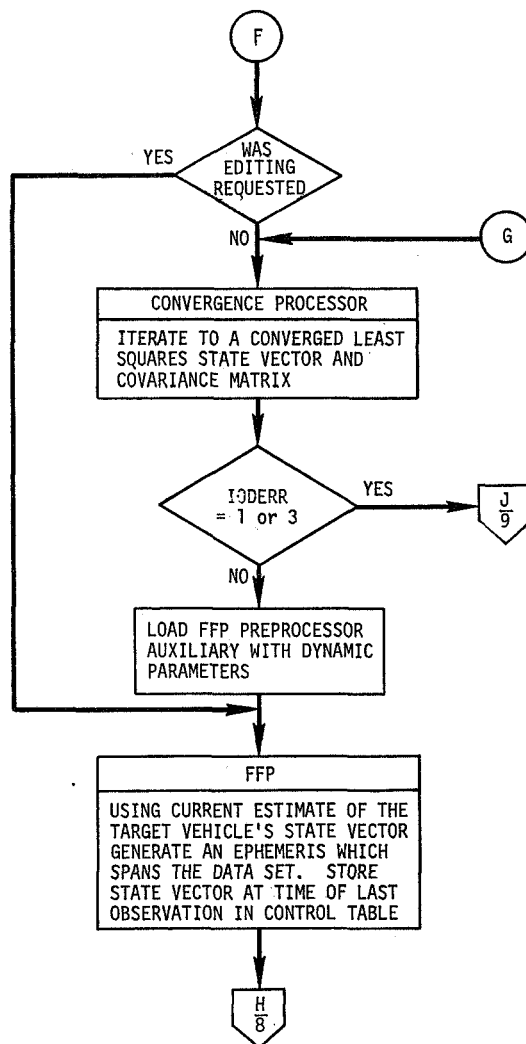 F
WAS
EDITING
REQUESTED
YES
NO
G
CONVERGENCE PROCESSOR
ITERATE TO A CONVERGED LEAST
SQUARES STATE VECTOR AND
COVARIANCE MATRIX
IODERR
= 1 or 3
YES
J
9
NO
LOAD FFP PREPROCESSOR
AUXILIARY WITH DYNAMIC
PARAMETERS
FFP
USING CURRENT ESTIMATE OF THE
TARGET VEHICLE'S STATE VECTOR
GENERATE AN EPHEMERIS WHICH
SPANS THE DATA SET. STORE
STATE VECTOR AT TIME OF LAST
OBSERVATION IN CONTROL TABLE
H
8